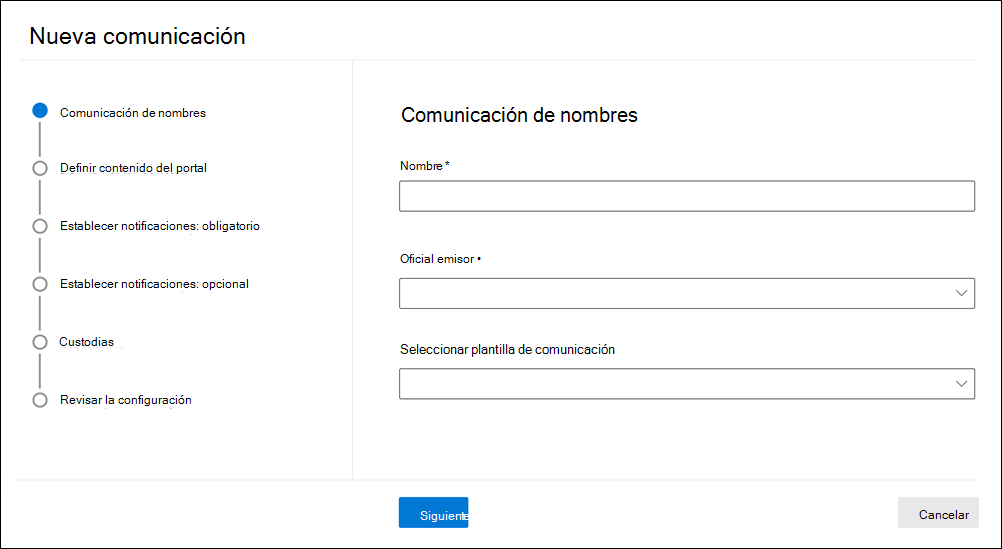 Nueva comunicación
Comunicación de nombres
Definir contenido del portal
Establecer notificaciones: obligatorio
Establecer notificaciones: opcional
Custodias
Revisar la configuración
Comunicación de nombres
Nombre*
Oficial emisor •
Seleccionar plantilla de comunicación
Siguiente
Cancelar